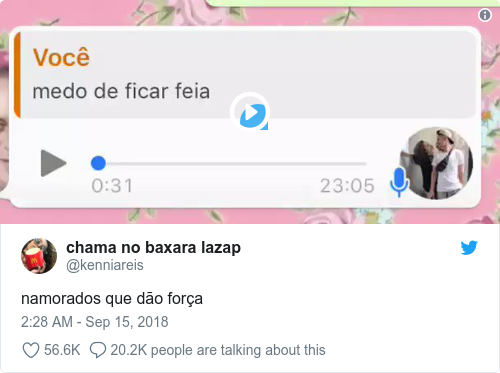 Você
medo de ficar feia
0:31
23:05
chama no baxara lazap
@kenniareis
namorados que dão força
2:28 AM - Sep 15, 2018
56.6K
20.2K people are talking about this